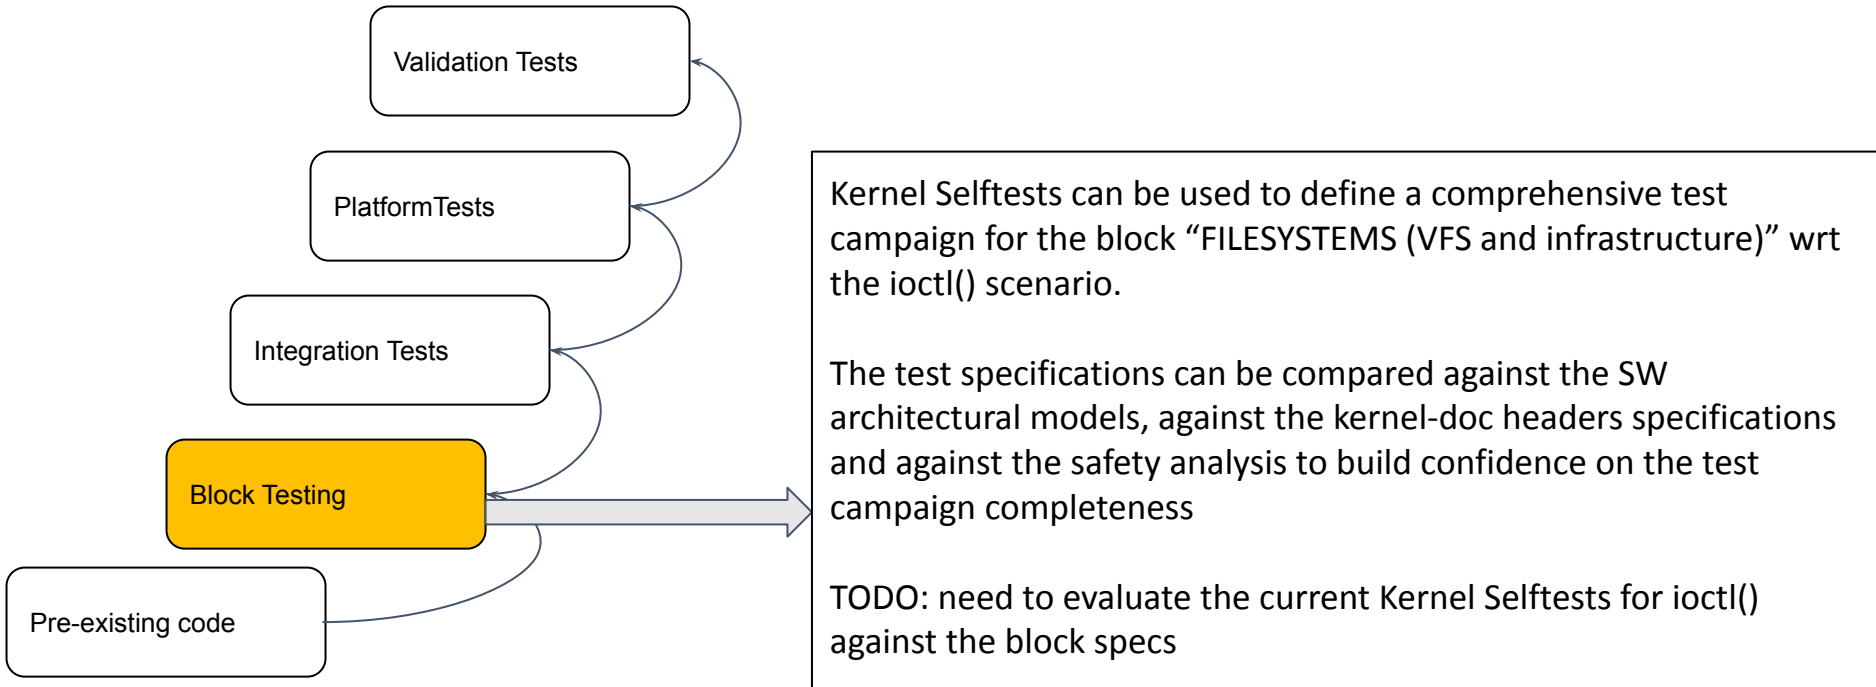 Validation Tests
PlatformTests
Integration Tests
Block Testing
Pre-existing code
Kernel Selftests can be used to define a comprehensive test
campaign for the block “FILESYSTEMS (VFS and infrastructure)” wrt
the ioctl() scenario.
The test specifications can be compared against the SW
architectural models, against the kernel-doc headers specifications
and against the safety analysis to build confidence on the test
campaign completeness
TODO: need to evaluate the current Kernel Selftests for ioctl()
against the block specs